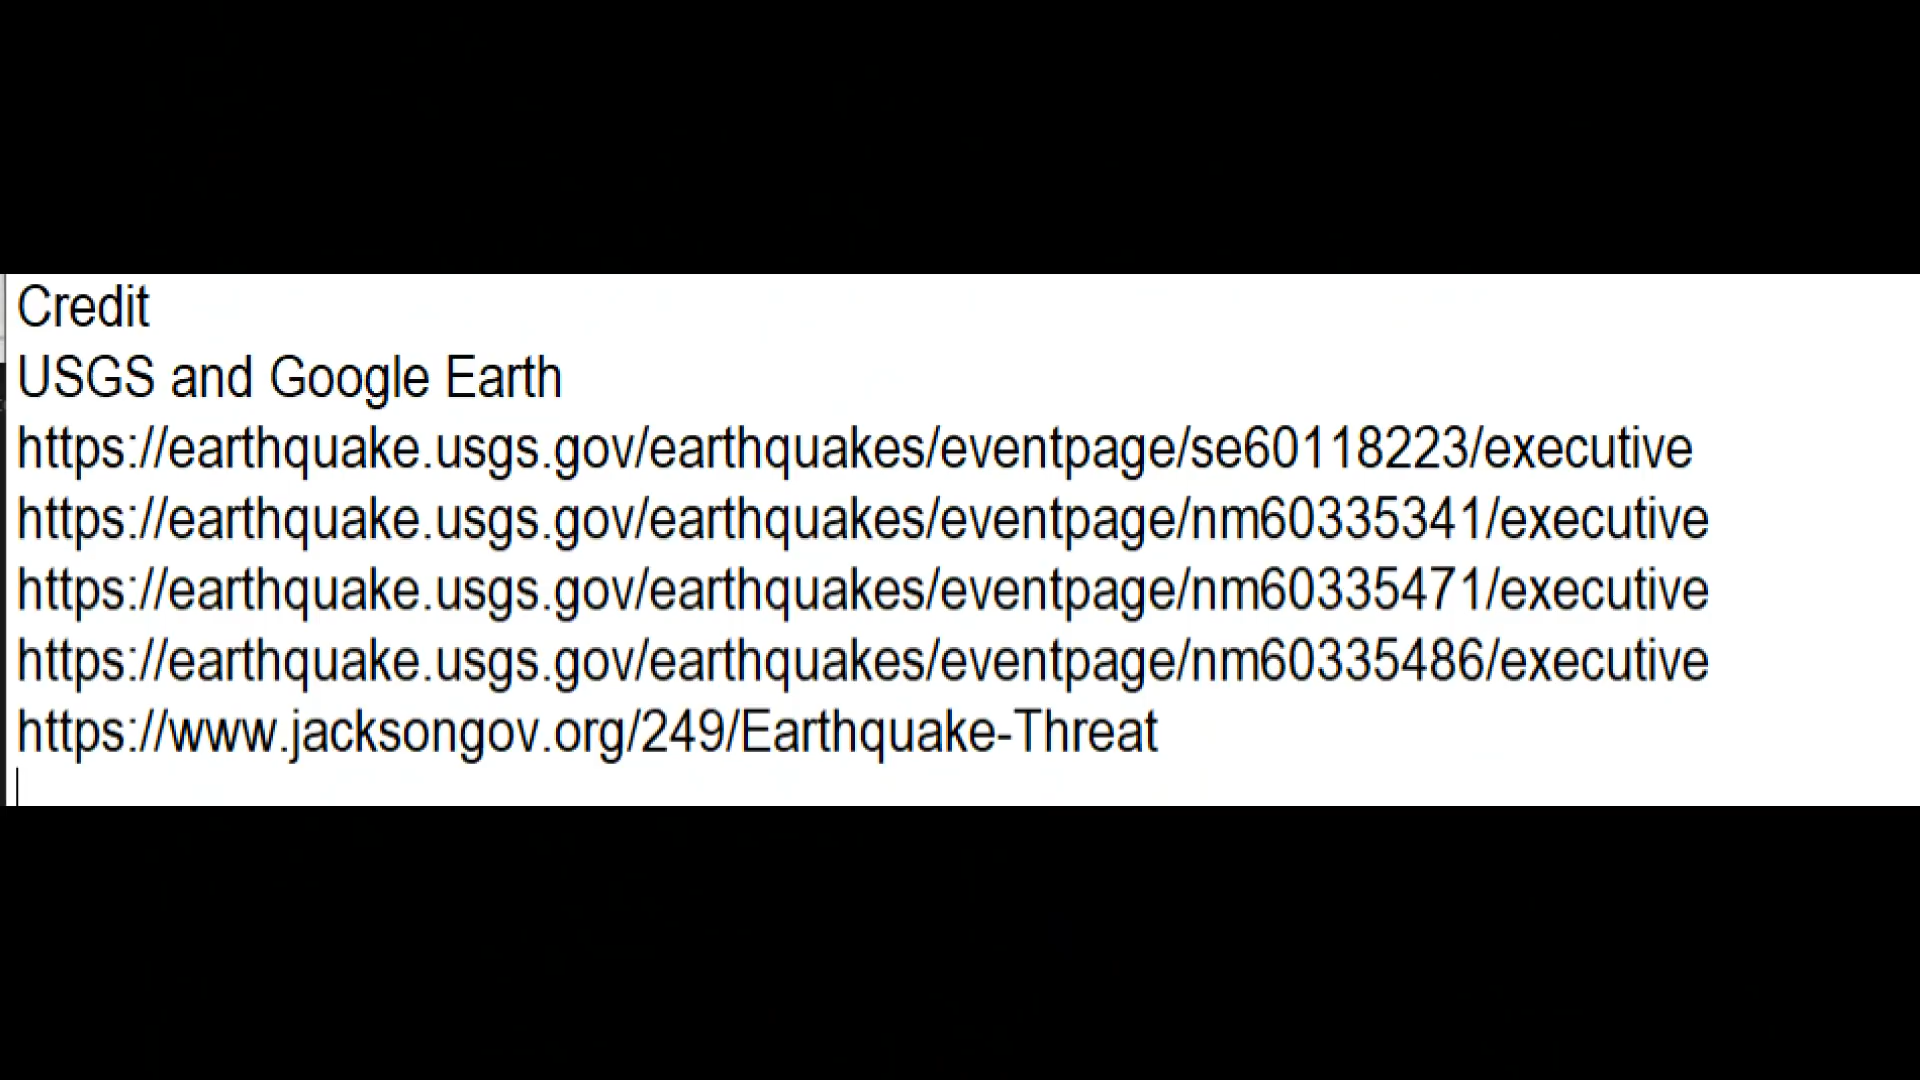 Credit
USGS and Google Earth
https://earthquake.usgs.gov/earthquakes/eventpage/se60118223/executive
https://earthquake.usgs.gov/earthquakes/eventpage/nm60335341/executive
https://earthquake.usgs.gov/earthquakes/eventpage/nm60335471/executive
https://earthquake.usgs.gov/earthquakes/eventpage/nm60335486/executive
https://www.jacksongov.org/249/Earthquake-Threat